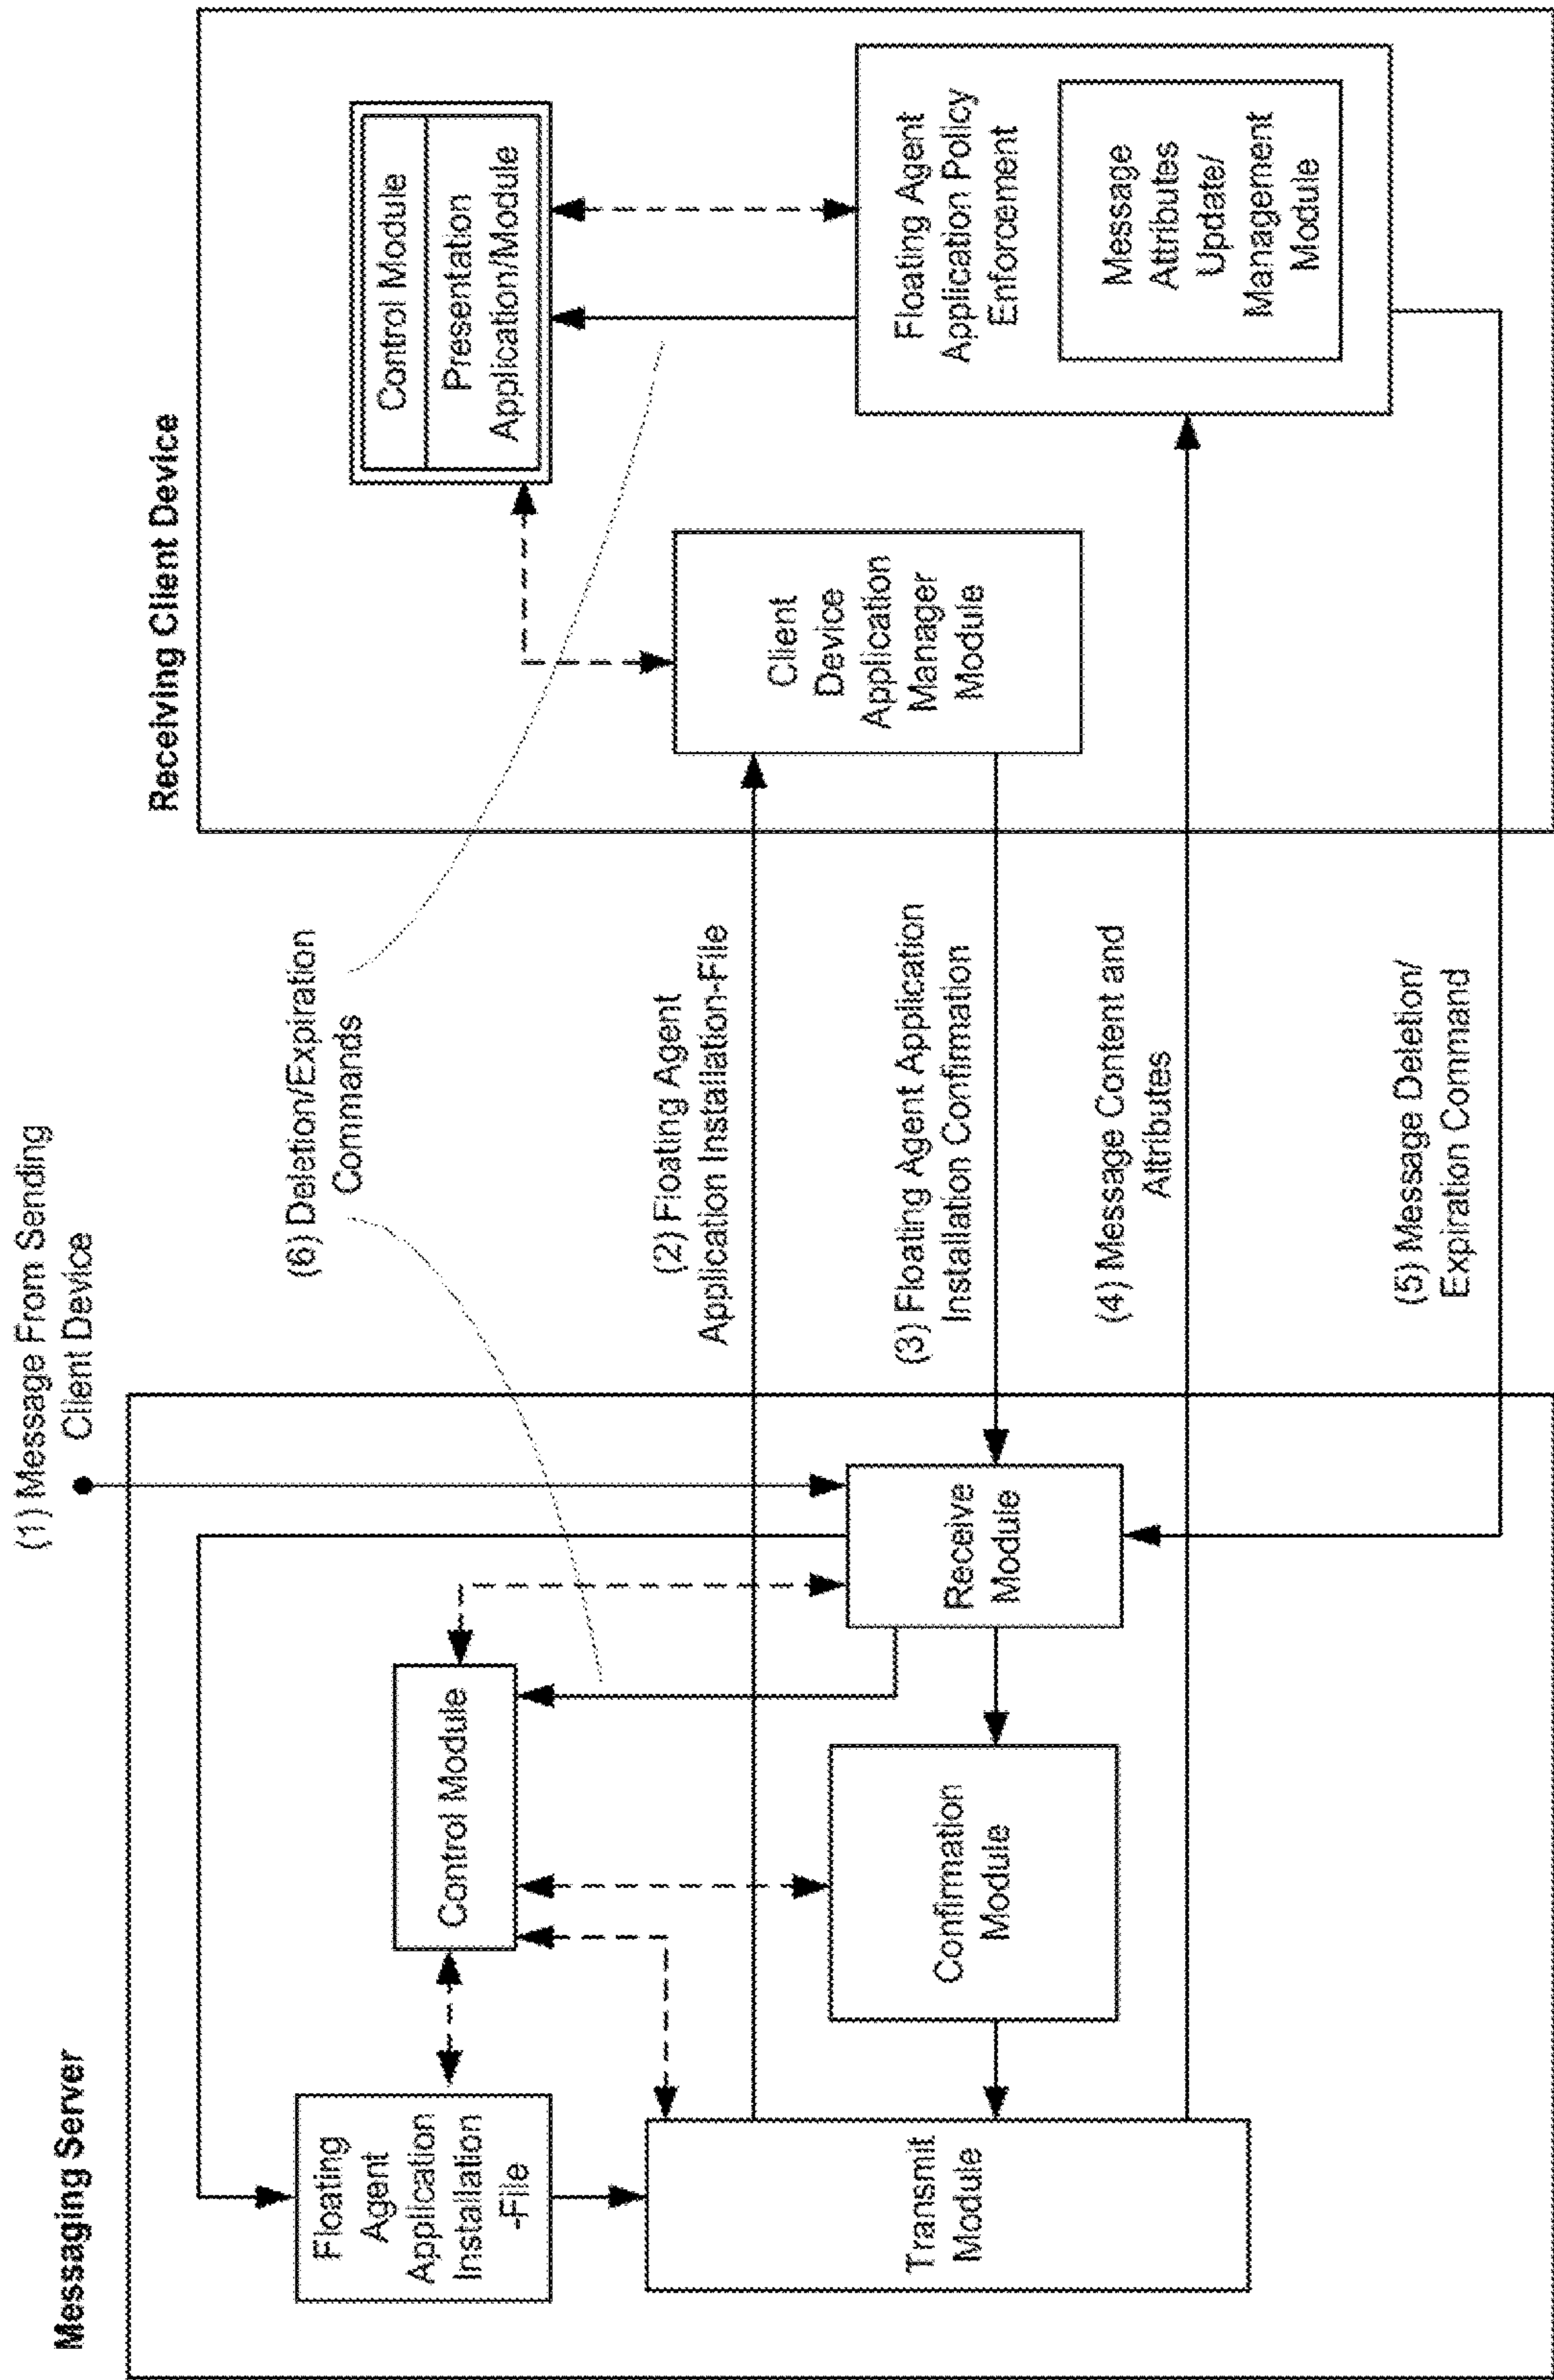 Messaging Server
(1) Message From Sending
Client Device
Receiving Client Device
(6) Deletion/Expiration
Commands
Floating
Agent
Application
Installation
-File
Control Module
Control Module
Presentation
Application/Module
(2) Floating Agent
Application Installation-File
Client
Device
Application
Manager
Module
Transmit
Module
Confirmation
Module
Receive
Module
(3) Floating Agent Application
Installation Confirmation
Floating Agent
Application Policy
Enforcement
Message
Attributes
Update/
Management
Module
(4) Message Content and
Attributes
(5) Message Deletion/
Expiration Command